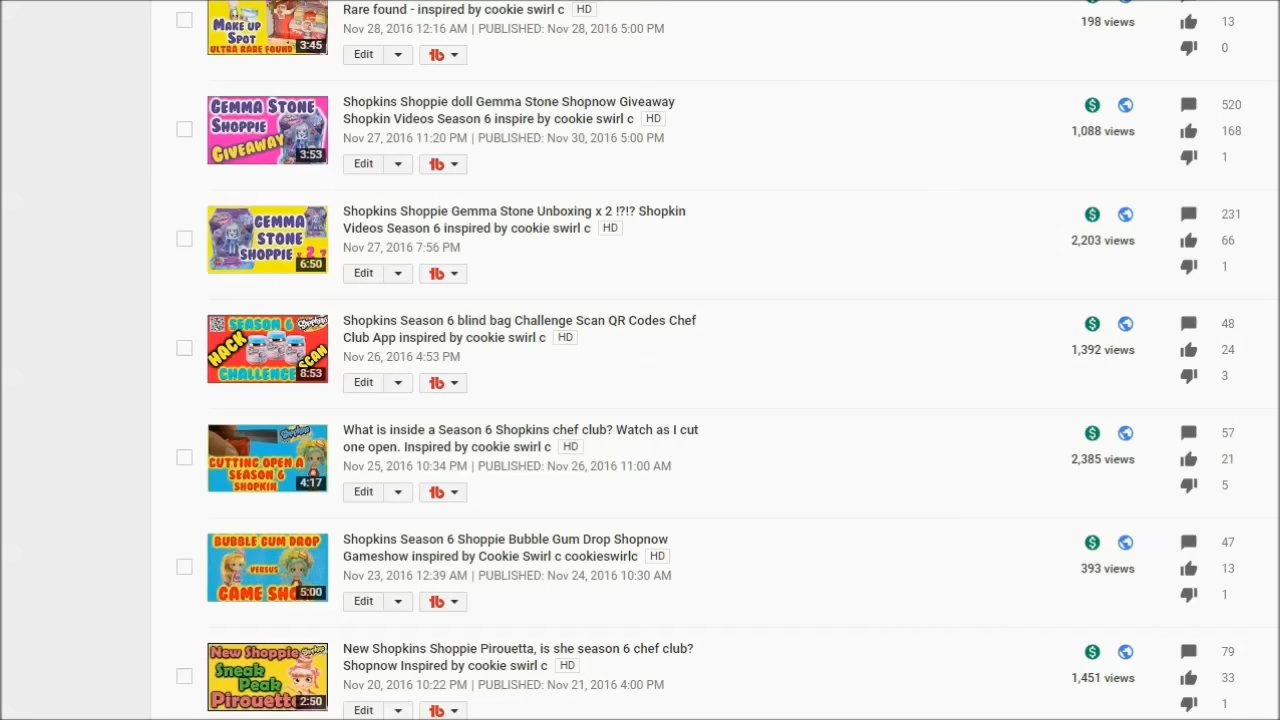 MAKE UP
SPOT
ULTRA RARE FOUND
3:45
Rare found - inspired by cookie swirl c HD
Nov 28, 2016 12:16 AM | PUBLISHED: Nov 28, 2016 5:00 PM
Edit
198 views
13
0
GEMMA STONE
SHOPPIE
GIVEAWAY
3:53
Shopkins Shoppie doll Gemma Stone Shopnow Giveaway
Shopkin Videos Season 6 inspire by cookie swirl c HD
Nov 27, 2016 11:20 PM | PUBLISHED: Nov 30, 2016 5:00 PM
Edit
1,088 views
520
168
1
GEMMA
STONE
SHOPPIE x 2 ?
6:50
Shopkins Shoppie Gemma Stone Unboxing x 2 !?!? Shopkin
Videos Season 6 inspired by cookie swirl c HD
Nov 27, 2016 7:56 PM
Edit
2,203 views
231
66
1
SEASON 6
Shopkins
HACK
SCAN
CHALLENGE
8:53
Shopkins Season 6 blind bag Challenge Scan QR Codes Chef
Club App inspired by cookie swirl c HD
Nov 26, 2016 4:53 PM
Edit
1,392 views
48
24
3
Shopkins
CUTTING OPEN A
SEASON 6
SHOPKIN
4:17
What is inside a Season 6 Shopkins chef club? Watch as I cut
one open. Inspired by cookie swirl c HD
Nov 25, 2016 10:34 PM | PUBLISHED: Nov 26, 2016 11:00 AM
Edit
2,385 views
57
21
5
BUBBLE GUM DROP
VERSUS
GAME SHO
5:00
Shopkins Season 6 Shoppie Bubble Gum Drop Shopnow
Gameshow inspired by Cookie Swirl c cookieswirlc HD
Nov 23, 2016 12:39 AM | PUBLISHED: Nov 24, 2016 10:30 AM
Edit
393 views
47
13
1
New Shoppie
Sneak
Peak
Pirouette
2:50
New Shopkins Shoppie Pirouette, is she season 6 chef club?
Shopnow Inspired by cookie swirl c HD
Nov 20, 2016 10:22 PM | PUBLISHED: Nov 21, 2016 4:00 PM
Edit
1,451 views
79
33
1